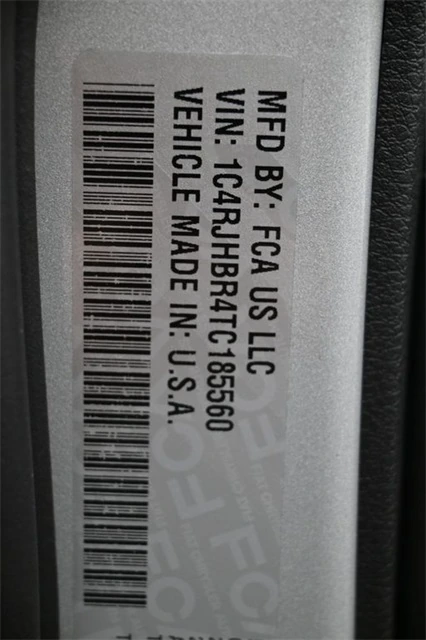 MFD BY: FCA US LLC
VIN: 1C4RJHBR4TC185560
VEHICLE MADE IN: U.S.A.